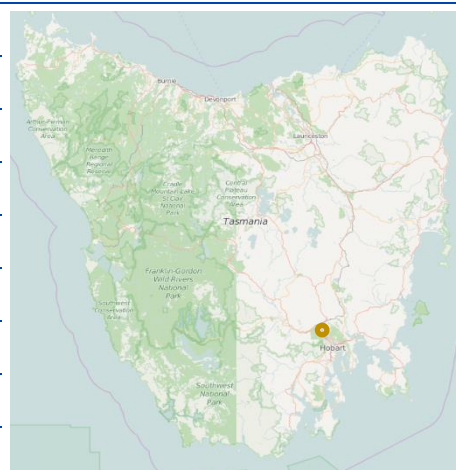 Burnie
Devonport
Arthur-Pieman
Conservation
Area
Launceston
Meredith
Range
Regional
Reserve
Cradle
Mountain-Lake
St Clair
National
Park
Central
Plateau
Conservation
Area
Tasmania
Franklin-Gordon
Wild Rivers
National
Park
Southwest
Conservation
Area
Hobart
Southwest
National
Park